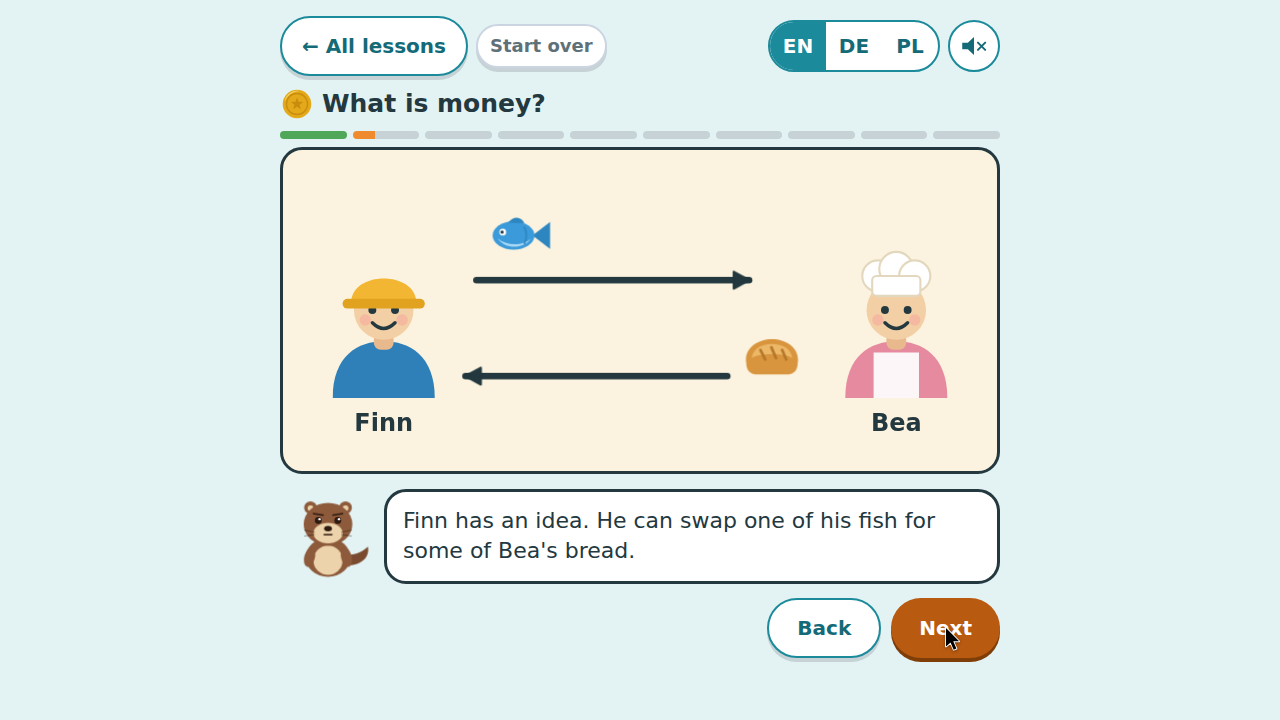 ← All lessons
Start over
EN DE PL
What is money?
Finn
Bea
Finn has an idea. He can swap one of his fish for
some of Bea's bread.
Back
Next